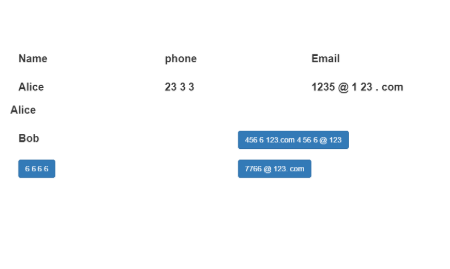 Name phone Email
Alice 23 3 3 1235 @ 1 23 . com
Alice
Bob 456 6 123.com 4 56 6 @ 123
6 6 6 6 7766 @ 123 .com